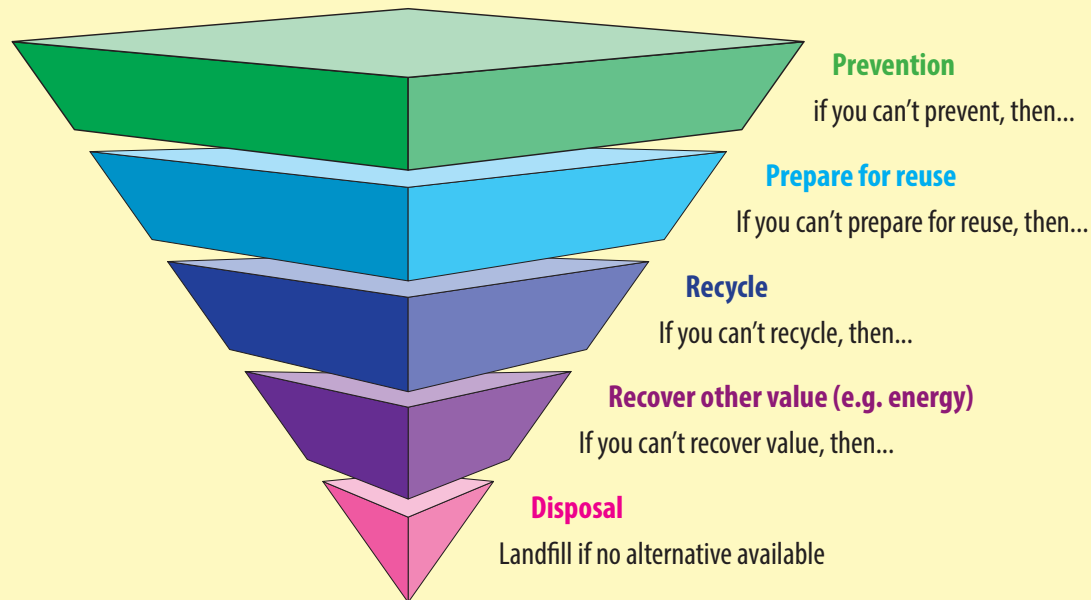 Prevention
if you can’t prevent, then...
Prepare for reuse
If you can’t prepare for reuse, then...
Recycle
If you can’t recycle, then...
Recover other value (e.g. energy)
If you can’t recover value, then...
Disposal
Landfill if no alternative available